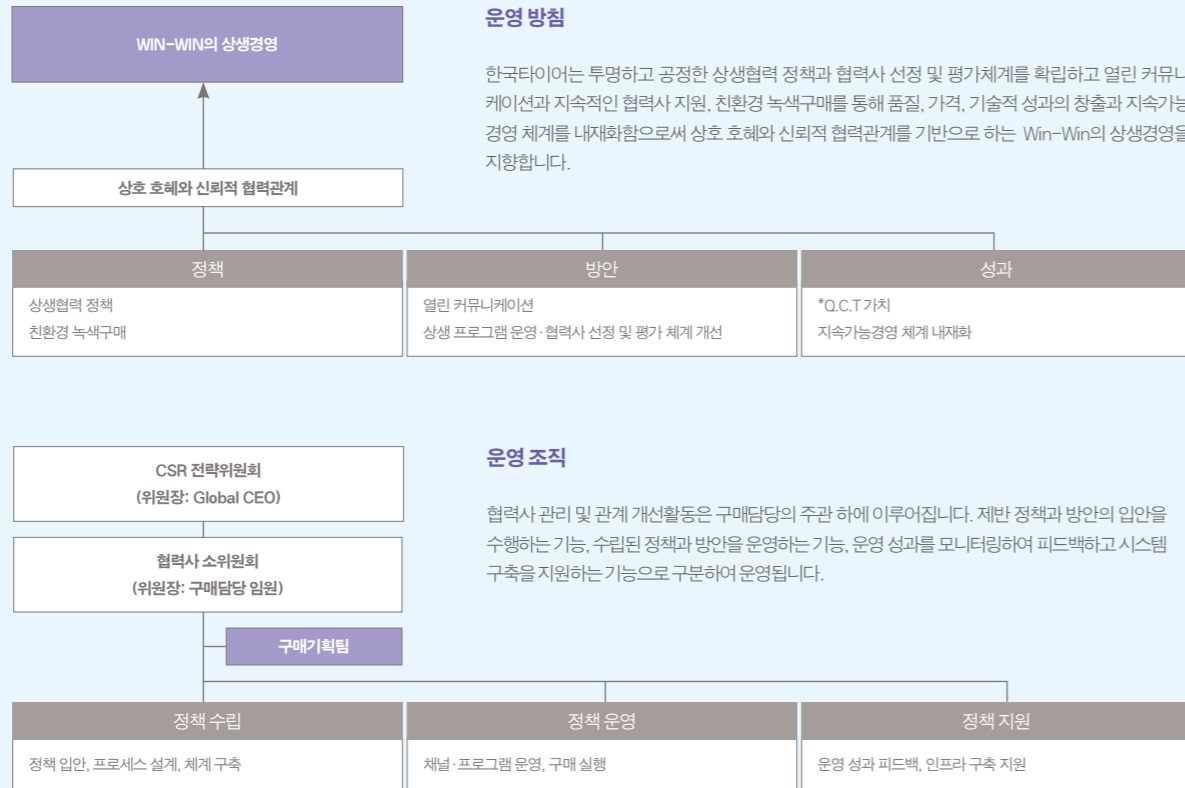 WIN-WIN의 상생경영
상호 호혜와 신뢰적 협력관계
운영 방침
한국타이어는 투명하고 공정한 상생협력 정책과 협력사 선정 및 평가체계를 확립하고 열린 커뮤니
케이션과 지속적인 협력사 지원, 친환경 녹색구매를 통해 품질, 가격, 기술적 성과의 창출과 지속가능
경영 체계를 내재화함으로써 상호 호혜와 신뢰적 협력관계를 기반으로 하는 Win-Win의 상생경영을
지향합니다.
정책
상생협력 정책
친환경 녹색구매
방안
열린 커뮤니케이션
상생 프로그램 운영·협력사 선정 및 평가 체계 개선
성과
*Q.C.T 가치
지속가능경영 체계 내재화
CSR 전략위원회
(위원장: Global CEO)
협력사 소위원회
(위원장: 구매담당 임원)
구매기획팀
운영 조직
협력사 관리 및 관계 개선활동은 구매담당의 주관 하에 이루어집니다. 제반 정책과 방안의 입안을
수행하는 기능, 수립된 정책과 방안을 운영하는 기능, 운영 성과를 모니터링하여 피드백하고 시스템
구축을 지원하는 기능으로 구분하여 운영됩니다.
정책 수립
정책 입안, 프로세스 설계, 체계 구축
정책 운영
채널·프로그램 운영, 구매 실행
정책 지원
운영 성과 피드백, 인프라 구축 지원